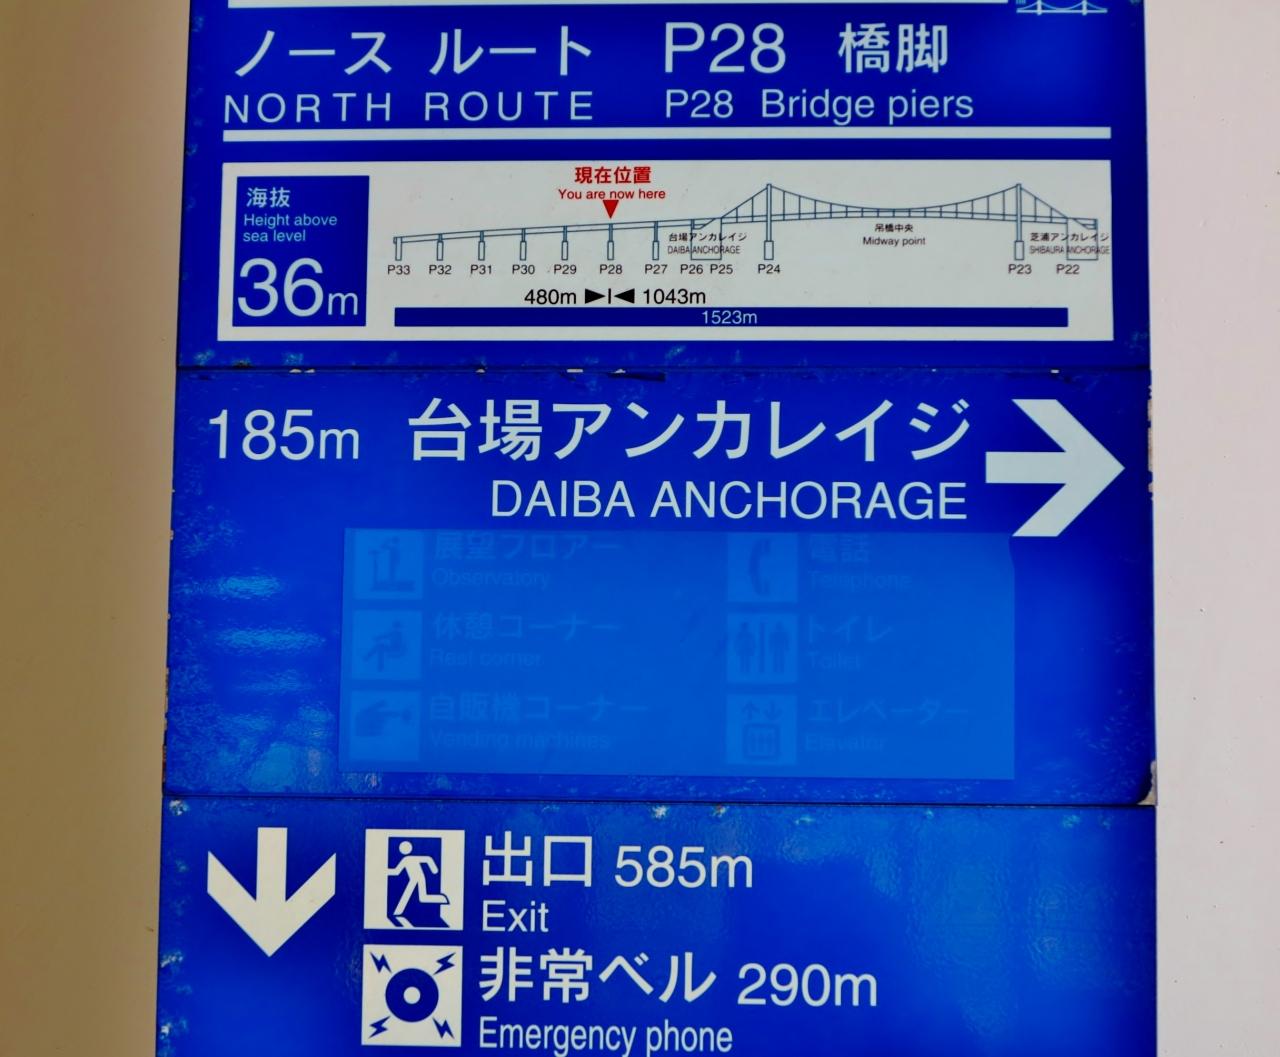 ノース ルート P28 橋脚
NORTH ROUTE P28 Bridge piers
海抜
Height above
sea level
36m
現在位置
You are now here
台場アンカレイジ
DAIBA ANCHORAGE
吊橋中央
Midway point
芝浦アンカレイジ
SHIBAURA ANCHORAGE
P33 P32 P31 P30 P29 P28 P27 P26 P25 P24 P23 P22
480m 1043m
1523m
185m 台場アンカレイジ
DAIBA ANCHORAGE
展望フロアー
Observatory
電話
Telephone
休憩コーナー
Rest corner
トイレ
Toilet
自販機コーナー
Vending machines
エレベーター
Elevator
出口 585m
Exit
非常ベル 290m
Emergency phone